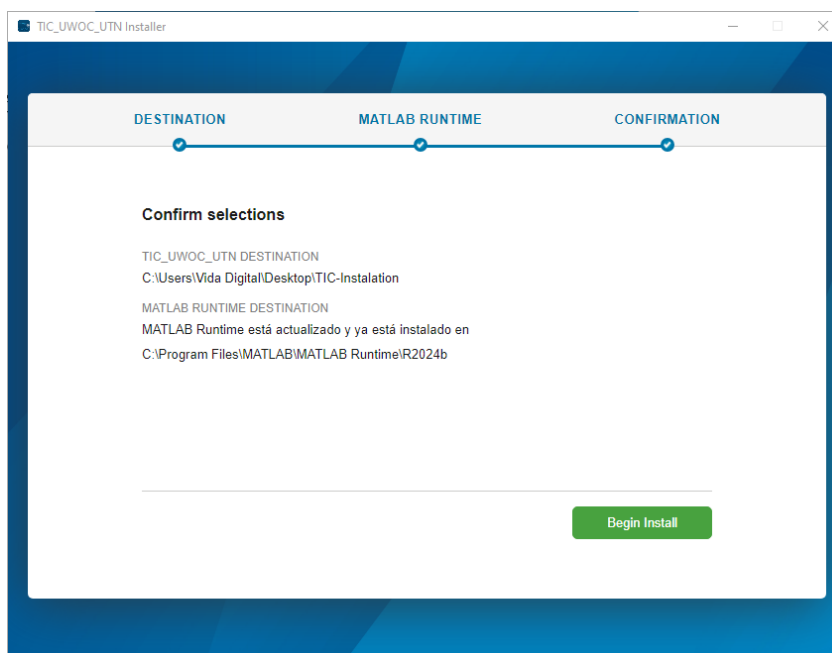 TIC_UWOC_UTN Installer
DESTINATION
MATLAB RUNTIME
CONFIRMATION
Confirm selections
TIC_UWOC_UTN DESTINATION
C:\Users\Vida Digital\Desktop\TIC-Instalation
MATLAB RUNTIME DESTINATION
MATLAB Runtime está actualizado y ya está instalado en
C:\Program Files\MATLAB\MATLAB Runtime\R2024b
Begin Install